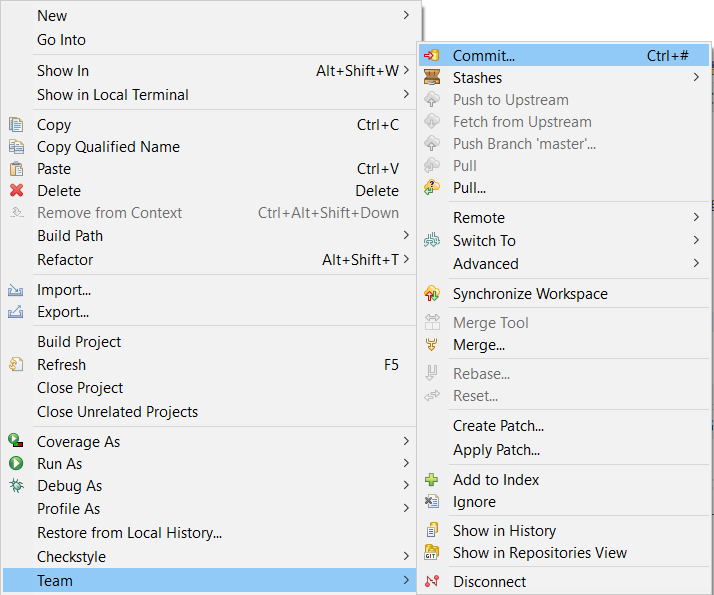 New
Go Into
Show In Alt+Shift+W
Show in Local Terminal
Copy Ctrl+C
Copy Qualified Name
Paste Ctrl+V
Delete Delete
Remove from Context Ctrl+Alt+Shift+Down
Build Path
Refactor Alt+Shift+T
Import...
Export...
Build Project
Refresh F5
Close Project
Close Unrelated Projects
Coverage As
Run As
Debug As
Profile As
Restore from Local History...
Checkstyle
Team
Commit... Ctrl+#
Stashes
Push to Upstream
Fetch from Upstream
Push Branch 'master'...
Pull
Pull...
Remote
Switch To
Advanced
Synchronize Workspace
Merge Tool
Merge...
Rebase...
Reset...
Create Patch...
Apply Patch...
Add to Index
Ignore
Show in History
GIT Show in Repositories View
Disconnect